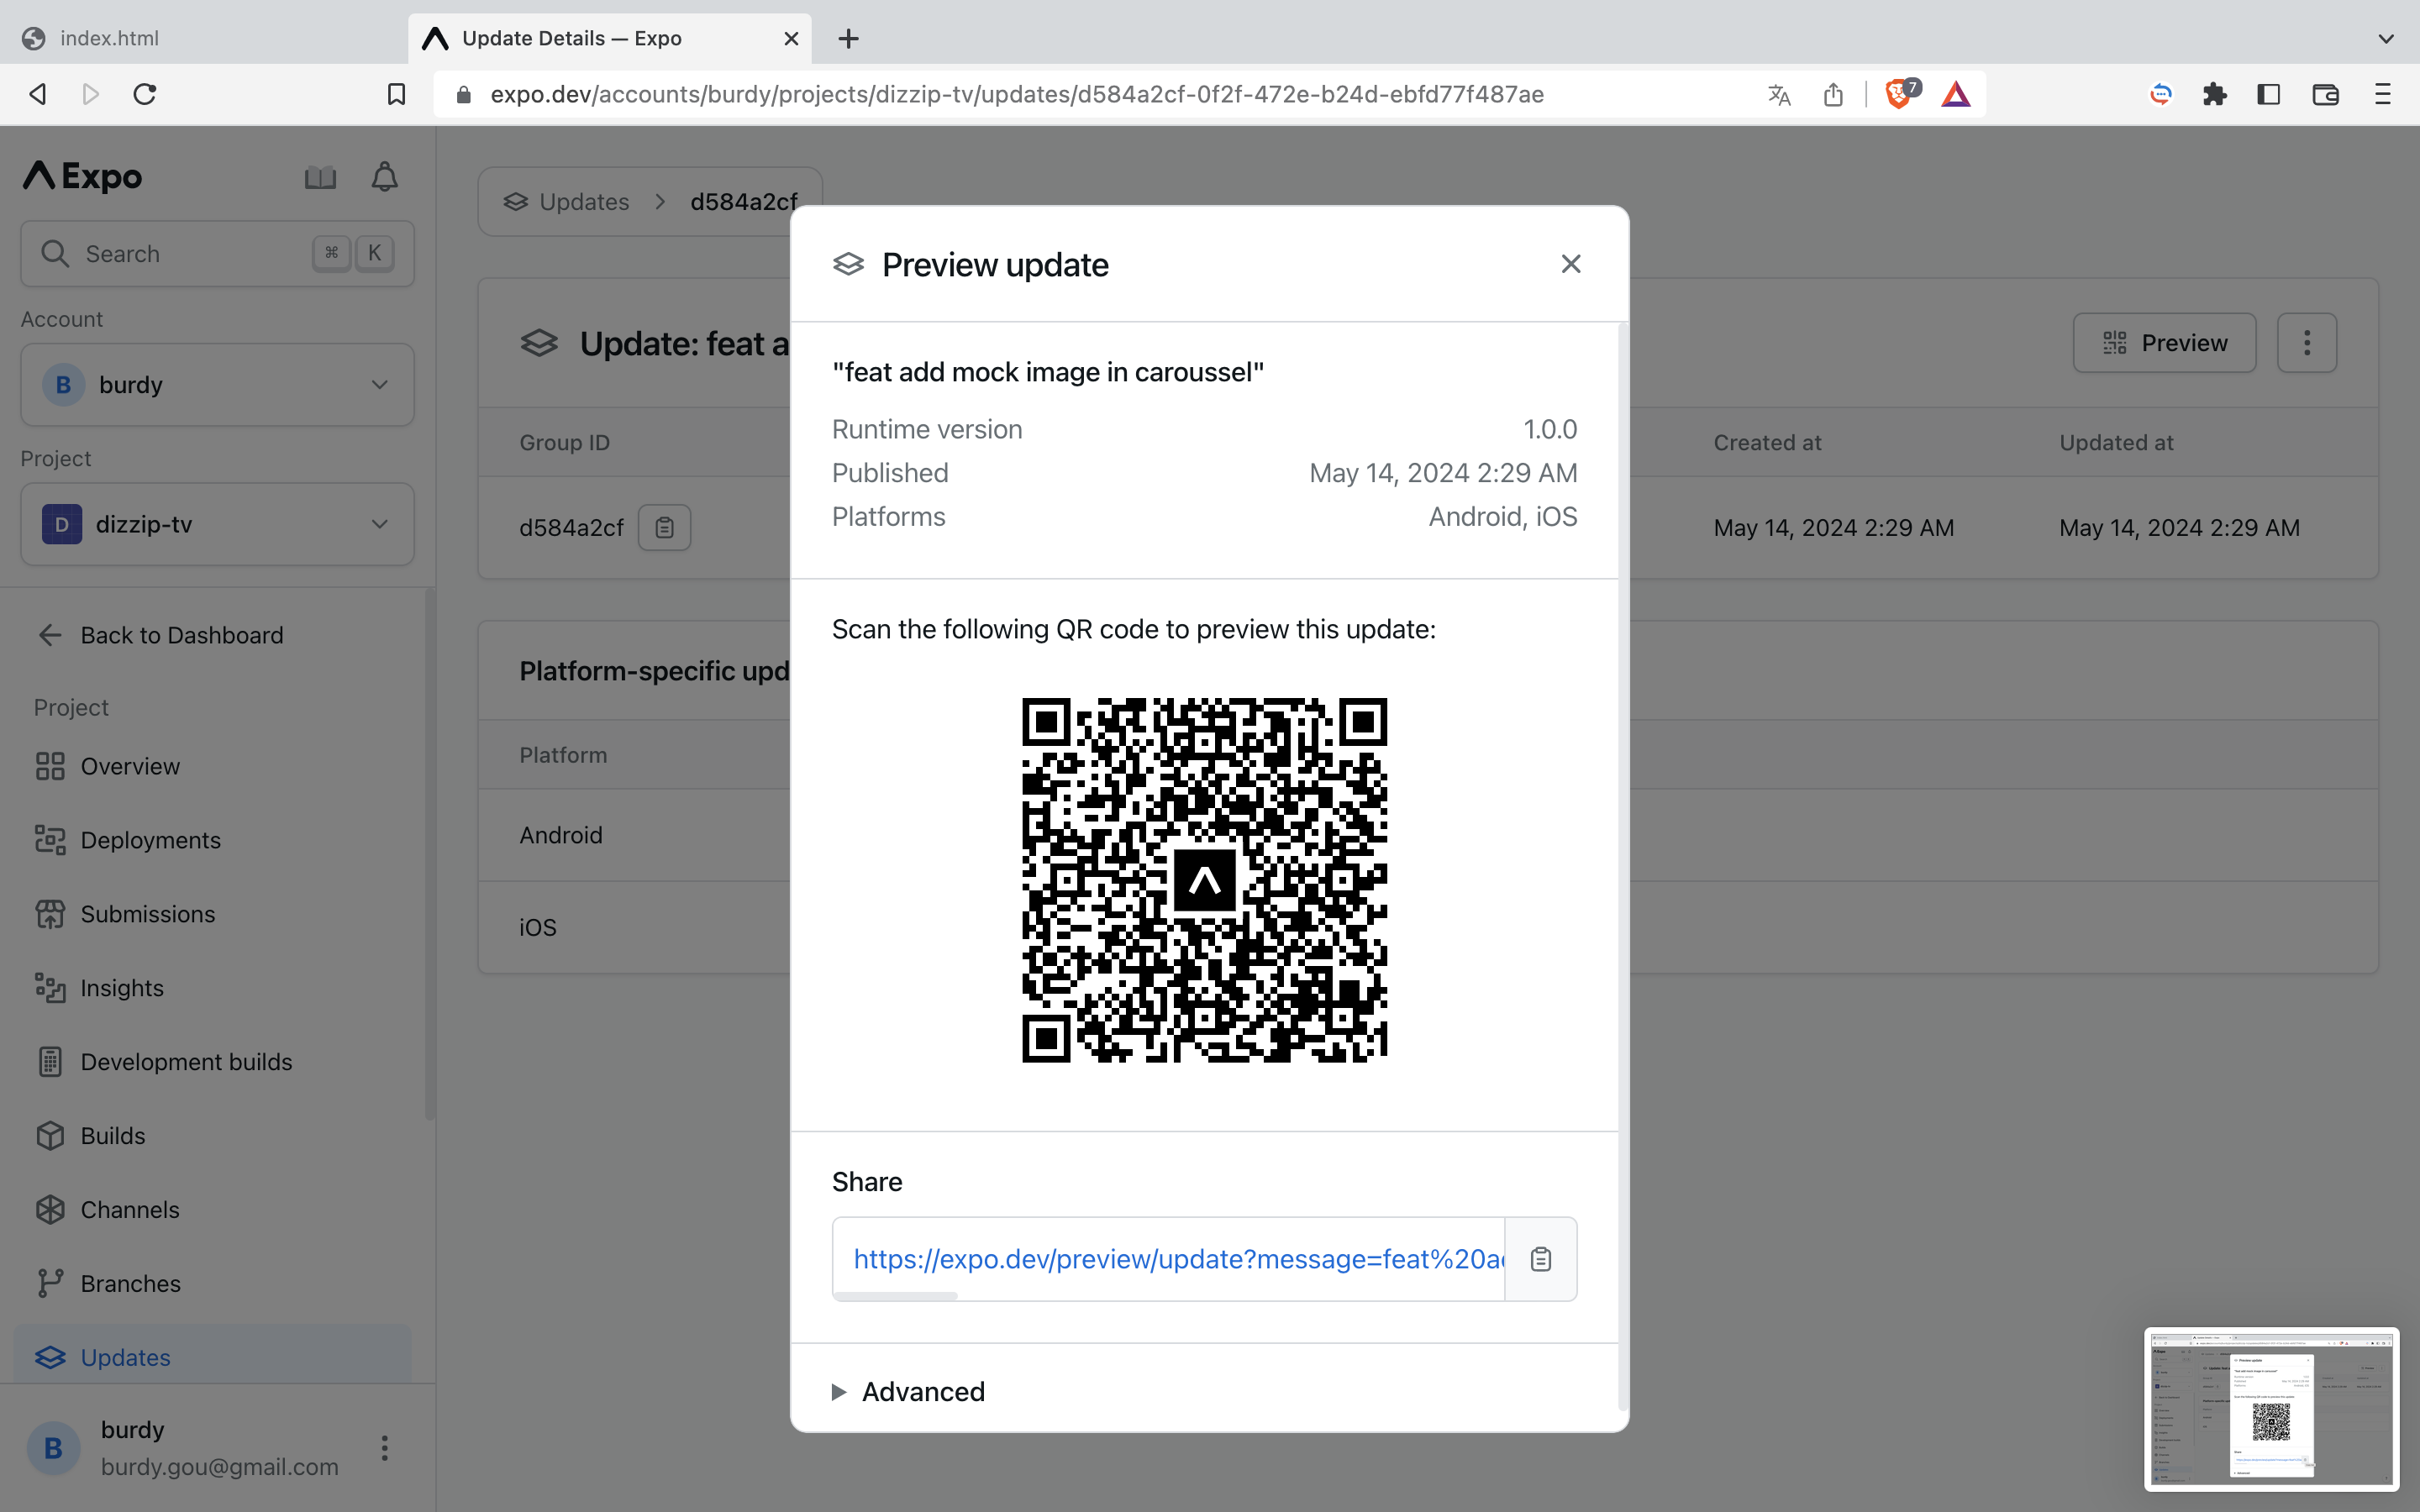 index.html
Update Details — Expo
expo.dev/accounts/burdy/projects/dizzip-tv/updates/d584a2cf-0f2f-472e-b24d-ebfd77f487ae
7
Expo
Search
⌘ K
Account
B burdy
Project
D dizzip-tv
Back to Dashboard
Project
Overview
Deployments
Submissions
Insights
Development builds
Builds
Channels
Branches
Updates
B burdy
burdy.gou@gmail.com
Updates > d584a2cf
Update: feat a
Preview
Group ID
Created at
Updated at
d584a2cf
May 14, 2024 2:29 AM
May 14, 2024 2:29 AM
Platform-specific upd
Platform
Android
iOS
Preview update
"feat add mock image in caroussel"
Runtime version 1.0.0
Published May 14, 2024 2:29 AM
Platforms Android, iOS
Scan the following QR code to preview this update:
Share
https://expo.dev/preview/update?message=feat%20a
Advanced